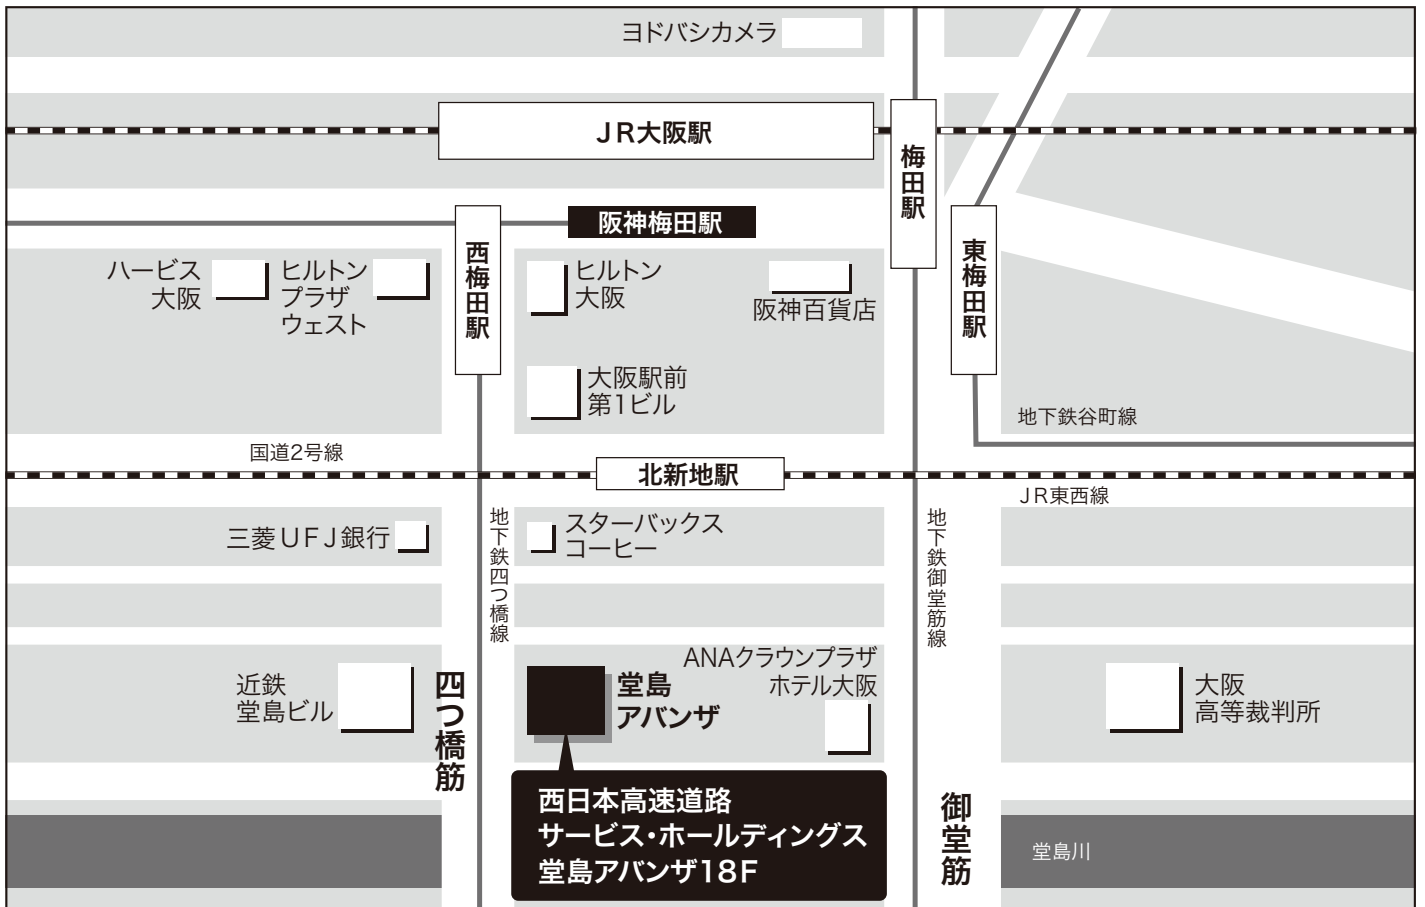 ヨドバシカメラ
JR大阪駅
梅田駅
阪神梅田駅
西梅田駅
東梅田駅
ハービス
大阪
ヒルトン
プラザ
ウェスト
ヒルトン
大阪
阪神百貨店
大阪駅前
第1ビル
地下鉄谷町線
国道2号線
北新地駅
JR東西線
三菱UFJ銀行
地下鉄四つ橋線
スターバックス
コーヒー
地下鉄御堂筋線
近鉄
堂島ビル
四つ橋筋
堂島
アバンザ
ANAクラウンプラザ
ホテル大阪
大阪
高等裁判所
西日本高速道路
サービス・ホールディングス
堂島アバンザ18F
御堂筋
堂島川